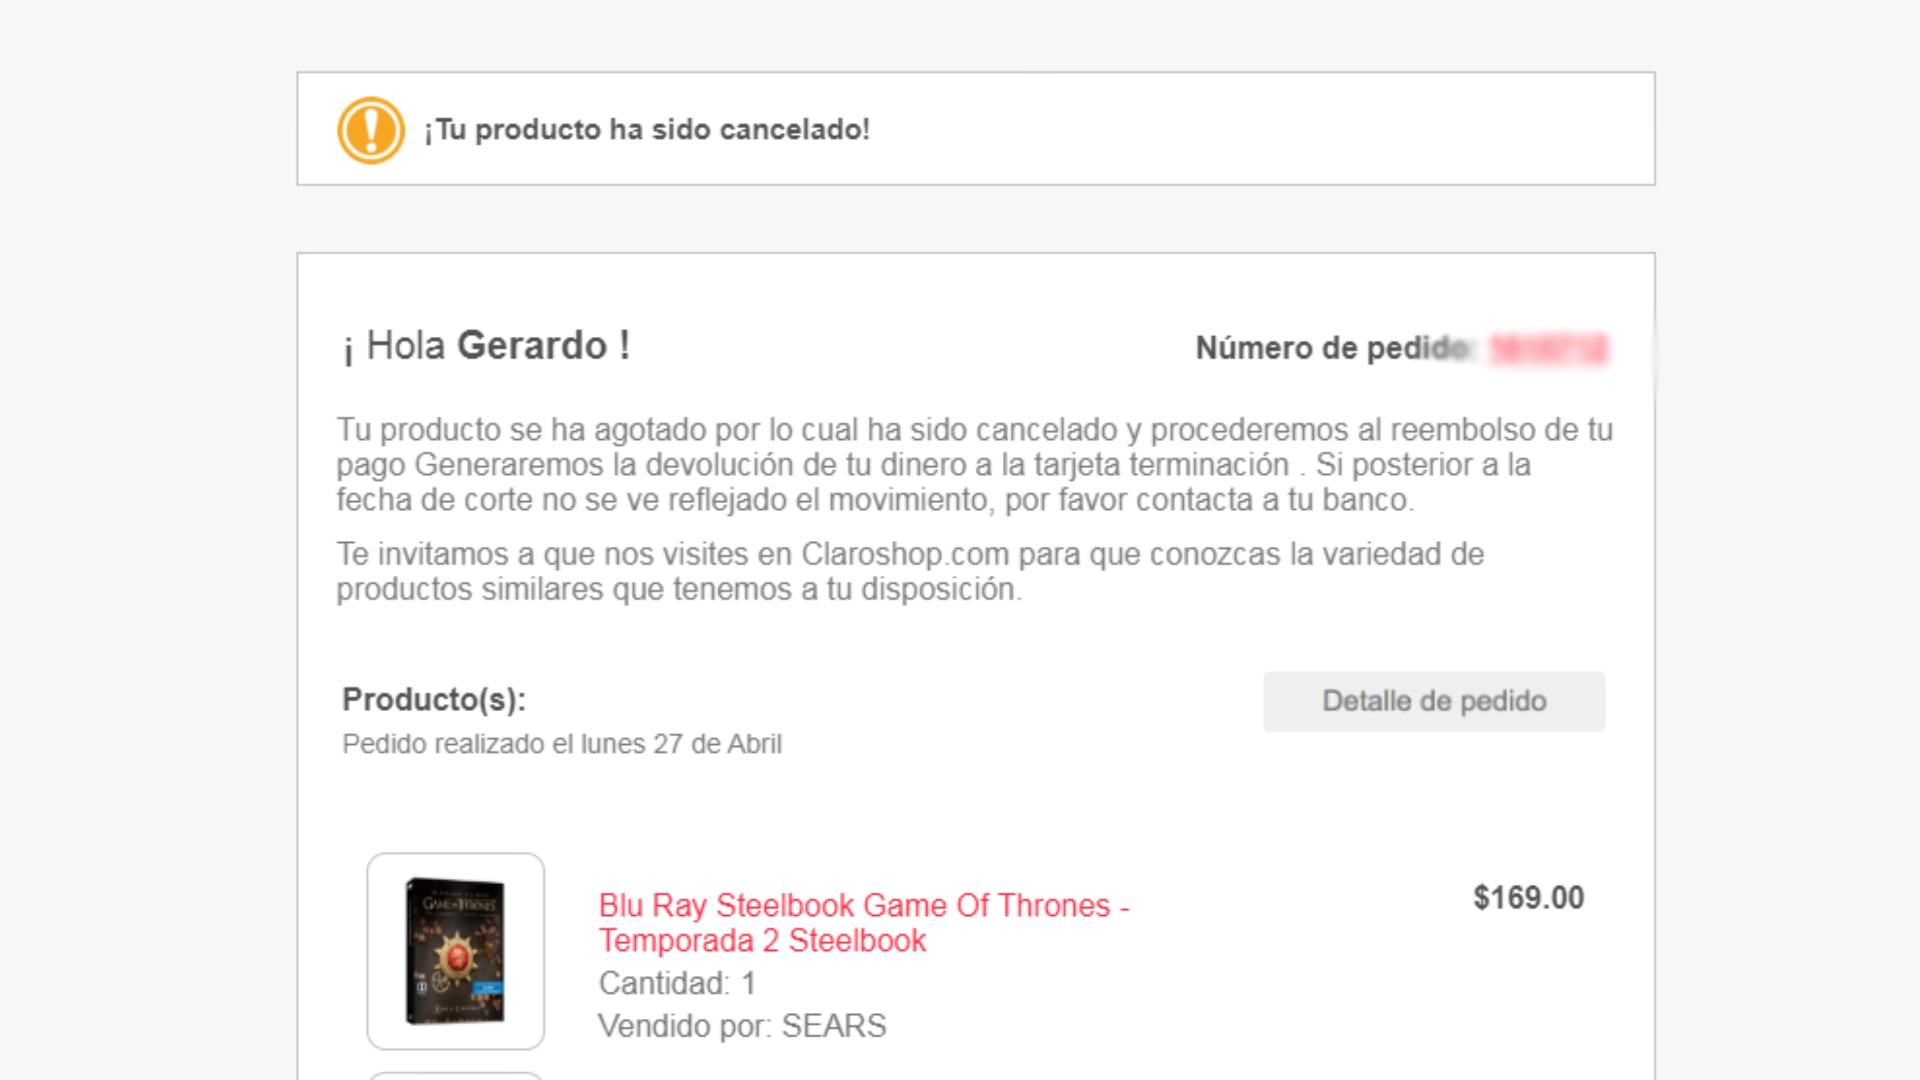 ¡Tu producto ha sido cancelado!
¡ Hola Gerardo !
Número de pedido:
Tu producto se ha agotado por lo cual ha sido cancelado y procederemos al reembolso de tu
pago Generaremos la devolución de tu dinero a la tarjeta terminación . Si posterior a la
fecha de corte no se ve reflejado el movimiento, por favor contacta a tu banco.
Te invitamos a que nos visites en Claroshop.com para que conozcas la variedad de
productos similares que tenemos a tu disposición.
Producto(s):
Detalle de pedido
Pedido realizado el lunes 27 de Abril
GAME OF THRONES
Blu Ray Steelbook Game Of Thrones -
$169.00
Temporada 2 Steelbook
Cantidad: 1
Vendido por: SEARS